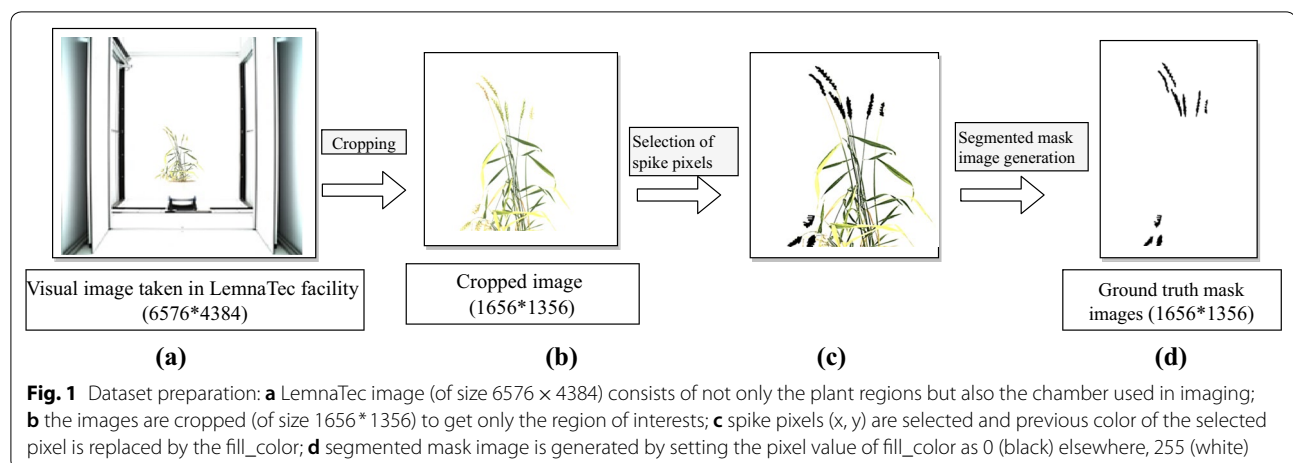 Cropping
Selection of
spike pixels
Segmented mask
image generation
Visual image taken in LemnaTec facility
(6576*4384)
Cropped image
(1656*1356)
Ground truth mask
images (1656*1356)
(a)
(b)
(c)
(d)
Fig. 1 Dataset preparation: a LemnaTec image (of size 6576 × 4384) consists of not only the plant regions but also the chamber used in imaging;
b the images are cropped (of size 1656*1356) to get only the region of interests; c spike pixels (x, y) are selected and previous color of the selected
pixel is replaced by the fill_color; d segmented mask image is generated by setting the pixel value of fill_color as 0 (black) elsewhere, 255 (white)